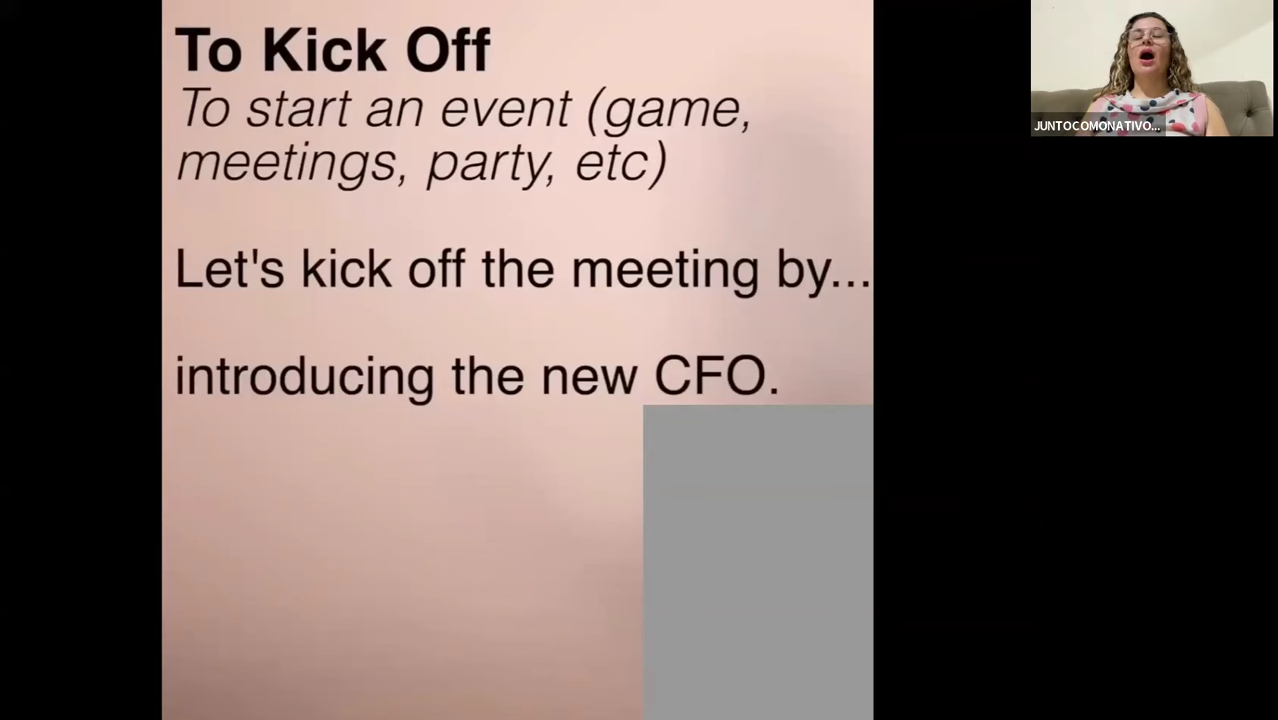 To Kick Off
To start an event (game,
meetings, party, etc)
Let's kick off the meeting by...
introducing the new CFO.
JUNTOCOMONATIVO...